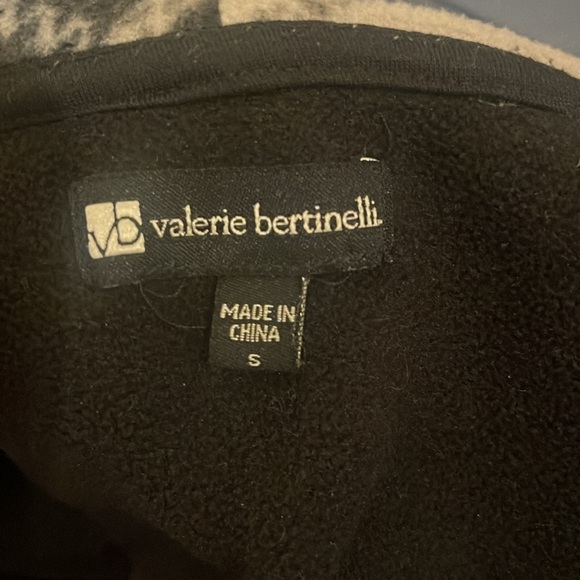 vb valerie bertinelli
MADE IN
CHINA
S